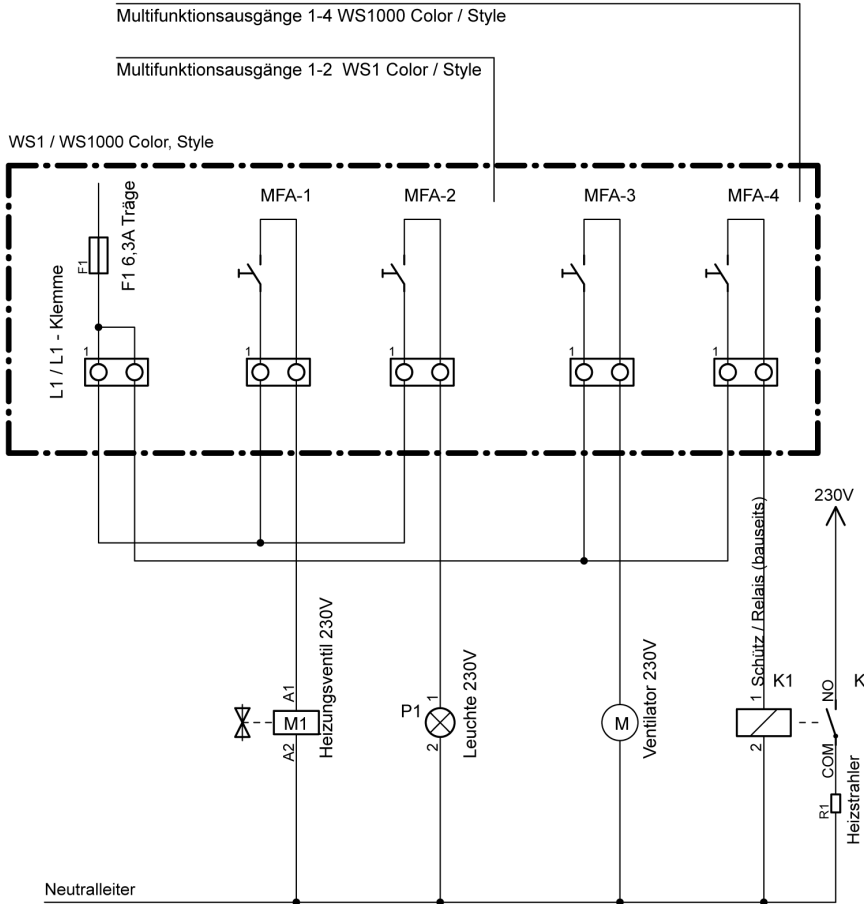 Multifunktionsausgänge 1-4 WS1000 Color / Style
Multifunktionsausgänge 1-2 WS1 Color / Style
WS1 / WS1000 Color, Style
MFA-1
MFA-2
MFA-3
MFA-4
F1
F1 6,3A Träge
L1 / L1 - Klemme
1
1
1
1
1
230V
A1
M1
A2
Heizungsventil 230V
P1
1
2
Leuchte 230V
M
Ventilator 230V
Schütz / Relais (bauseits)
1
2
K1
NO
K
COM
R1
Heizstrahler
Neutralleiter